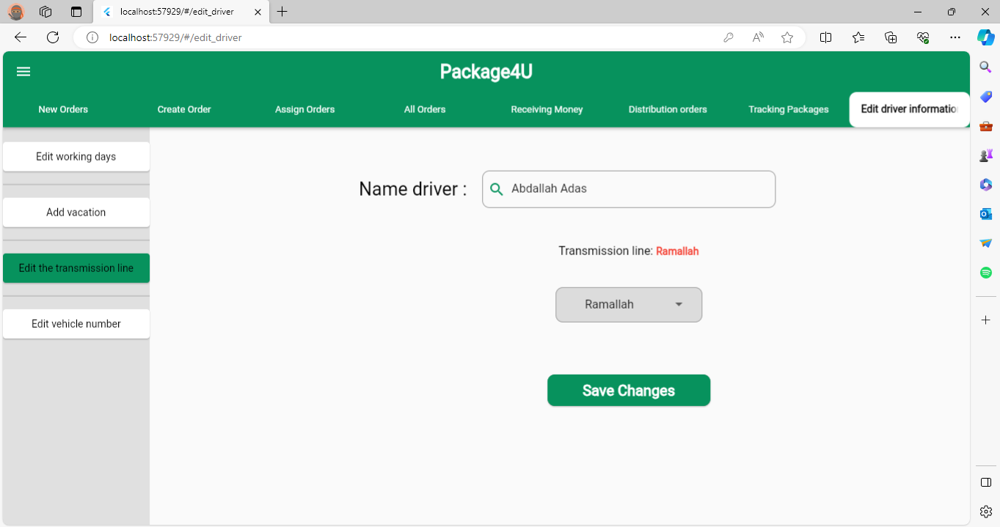 localhost:57929/#/edit_driver
localhost:57929/#/edit_driver
Package4U
New Orders Create Order Assign Orders All Orders Receiving Money Distribution orders Tracking Packages Edit driver informatio
Edit working days
Add vacation
Edit the transmission line
Edit vehicle number
Name driver : Abdallah Adas
Transmission line: Ramallah
Ramallah
Save Changes